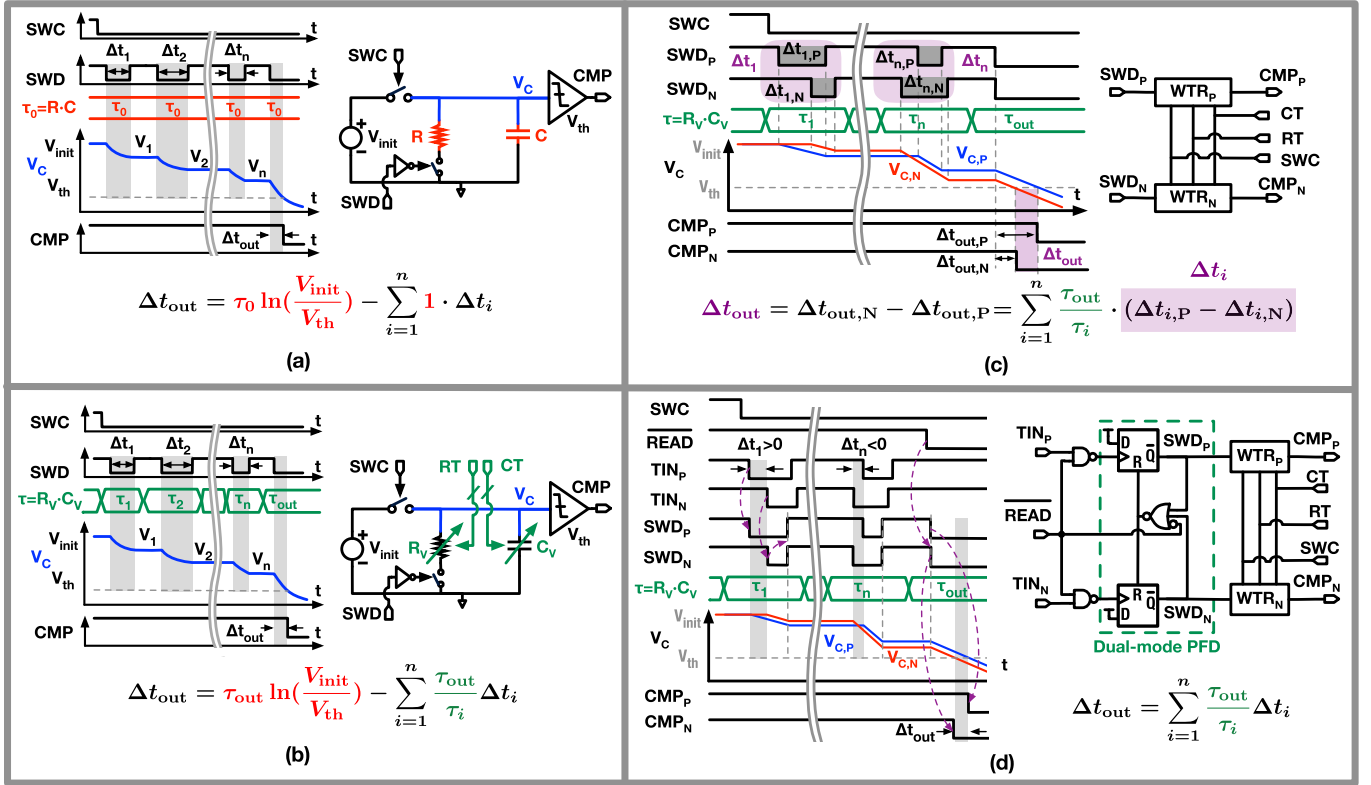 SWC
t
Δt1 Δt2 Δtn
SWD
t
τ0=R·C τ0 τ0 τ0 τ0
Vinit
V1
VC
V2
Vn
Vth
t
CMP
Δtout
t
SWC
VC
CMP
Vinit
R
C
Vth
SWD
Δtout = τ0 ln(Vinit/Vth) − ∑_{i=1}^{n} 1 · Δti
(a)
SWC
t
Δt1 Δt2 Δtn
SWD
t
τ=RV·CV τ1 τ2 τn τout
Vinit
V1
VC
V2
Vn
Vth
t
CMP
Δtout
t
SWC
RT
CT
VC
CMP
Vinit
RV
CV
Vth
SWD
Δtout = τout ln(Vinit/Vth) − ∑_{i=1}^{n} τout/τi Δti
(b)
SWC
SWDP
Δt1 Δt1,P Δtn,P Δtn
SWDN
Δt1,N Δtn,N
τ=RV·CV τ1 τn τout
Vinit
VC
VC,P
VC,N
Vth
t
CMPP
Δtout,P
CMPN
Δtout,N
Δtout
SWDP
WTRP
CMPP
CT
RT
SWC
SWDN
WTRN
CMPN
Δti
Δtout = Δtout,N − Δtout,P = ∑_{i=1}^{n} τout/τi · (Δti,P − Δti,N)
(c)
SWC
READ
Δt1>0 Δtn<0
TINP
TINN
SWDP
SWDN
τ=RV·CV τ1 τn τout
Vinit
VC
VC,P
VC,N
Vth
t
CMPP
CMPN
Δtout
TINP
D
R
Q
SWDP
WTRP
CMPP
CT
READ
RT
SWC
TINN
R
D
Q
SWDN
WTRN
CMPN
Dual-mode PFD
Δtout = ∑_{i=1}^{n} τout/τi Δti
(d)